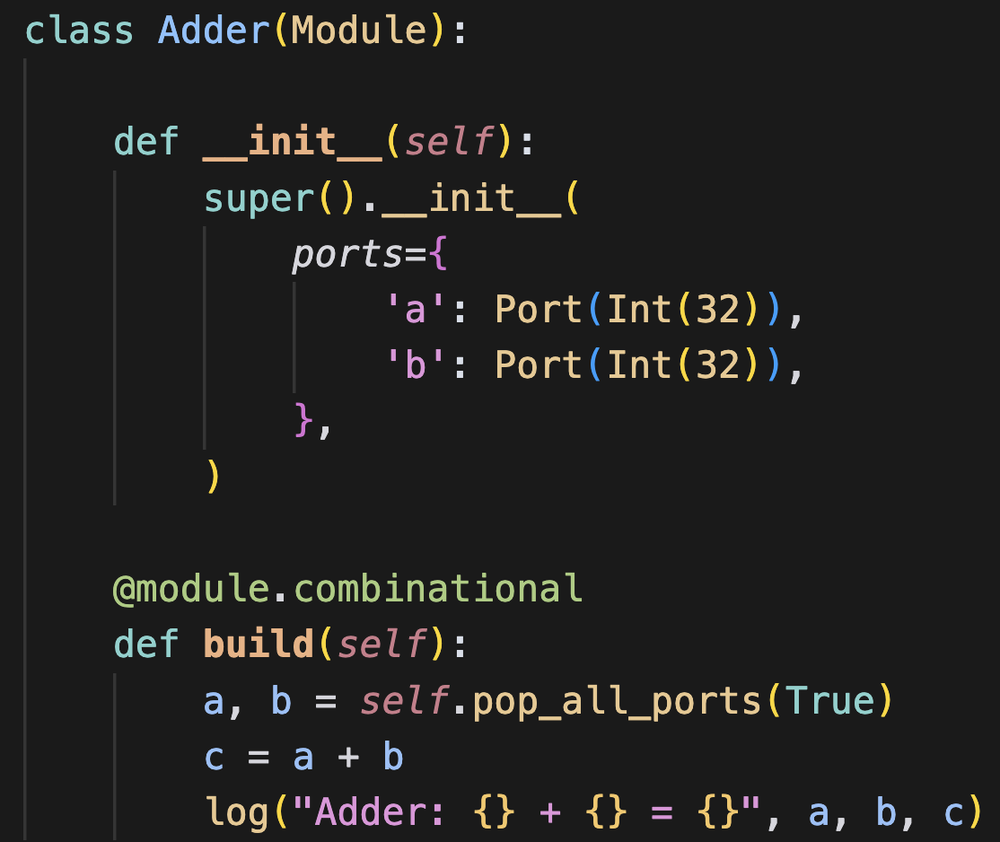 class Adder(Module):
    def __init__(self):
        super().__init__(
            ports={
                'a': Port(Int(32)),
                'b': Port(Int(32)),
            },
        )
    @module.combinational
    def build(self):
        a, b = self.pop_all_ports(True)
        c = a + b
        log("Adder: {} + {} = {}", a, b, c)